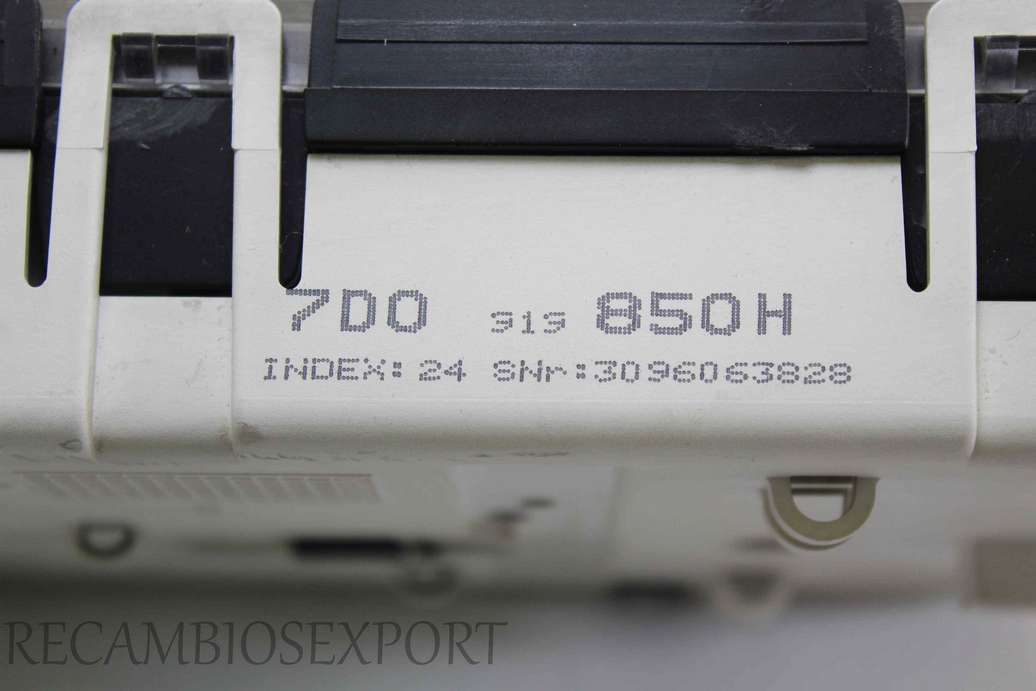 7D0 919 850H
INDEX: 24 SNr:3096063828
RECAMBIOSEXPORT